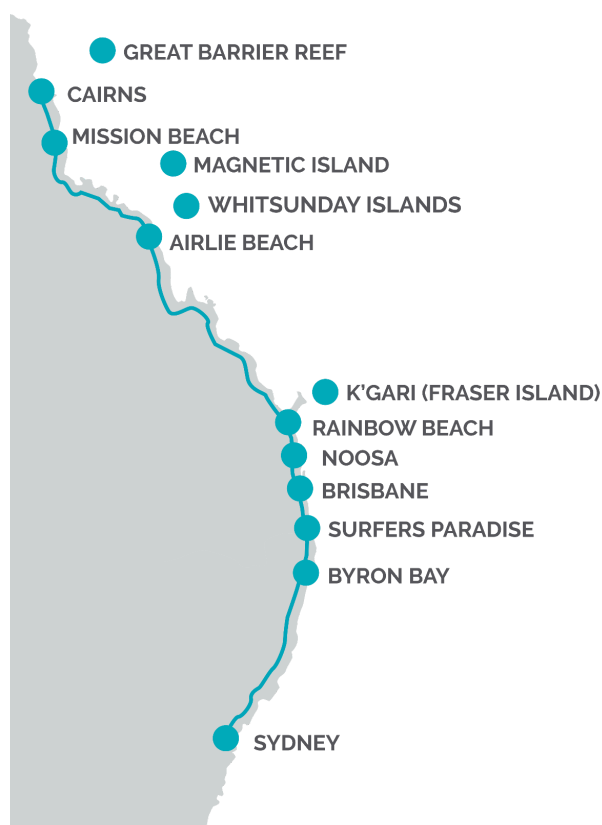 GREAT BARRIER REEF
CAIRNS
MISSION BEACH
MAGNETIC ISLAND
WHITSUNDAY ISLANDS
AIRLIE BEACH
K'GARI (FRASER ISLAND)
RAINBOW BEACH
NOOSA
BRISBANE
SURFERS PARADISE
BYRON BAY
SYDNEY